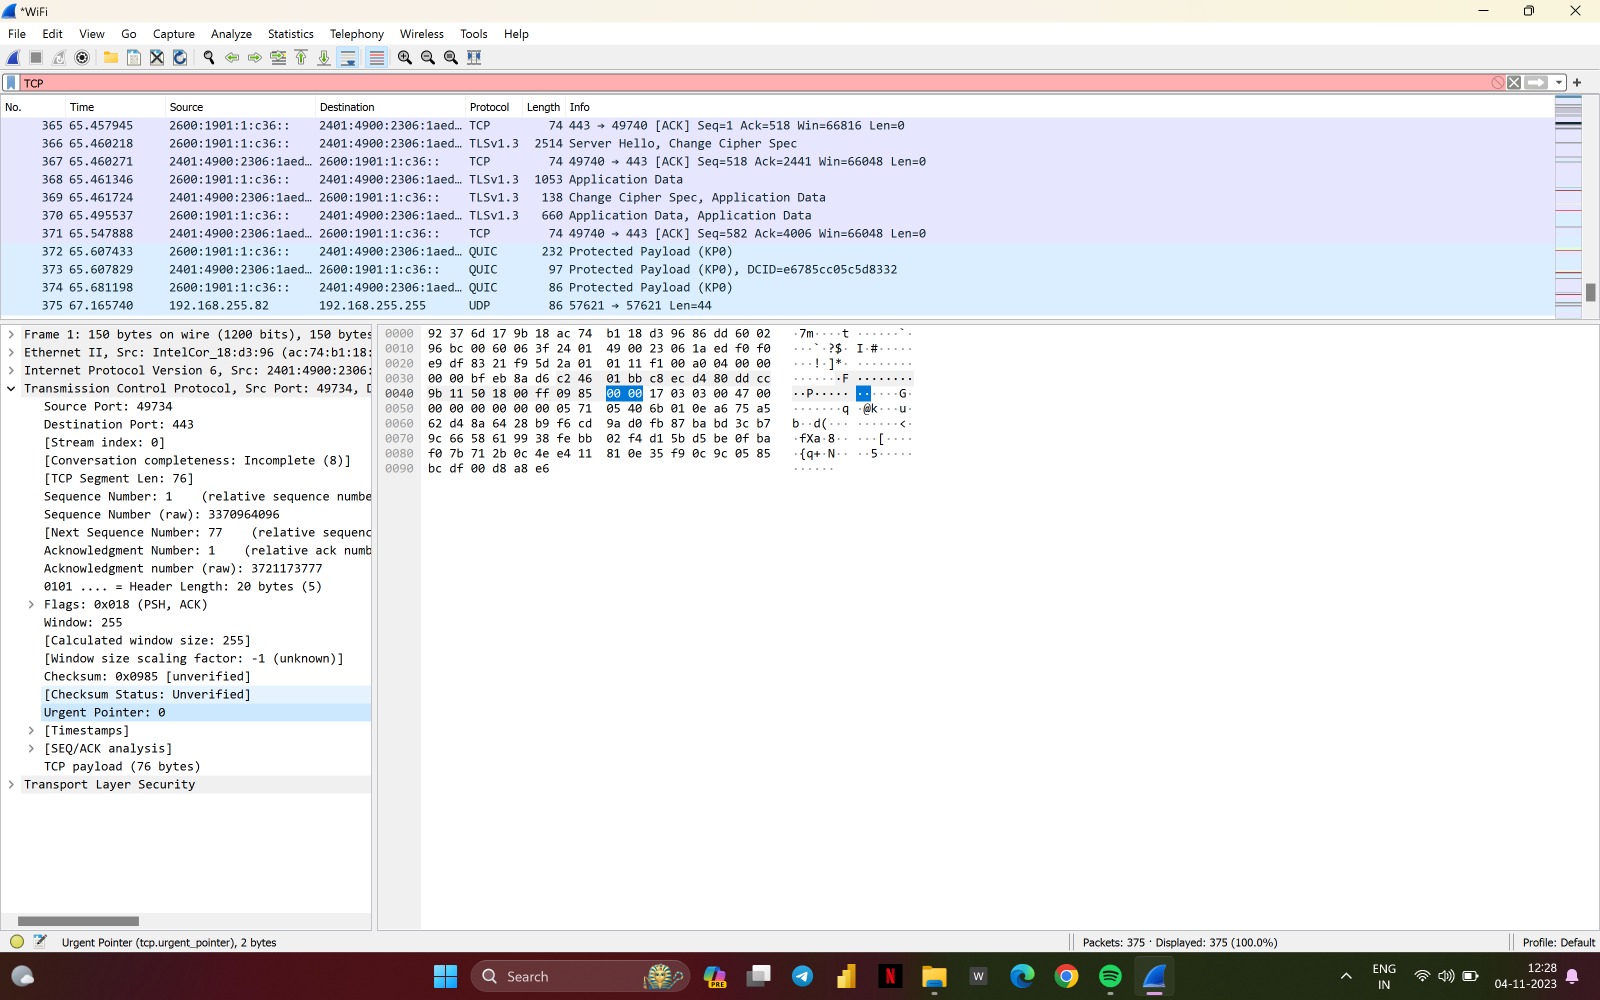 *WiFi
File Edit View Go Capture Analyze Statistics Telephony Wireless Tools Help
TCP
No. Time Source Destination Protocol Length Info
365 65.457945 2600:1901:1:c36:: 2401:4900:2306:1aed… TCP 74 443 → 49740 [ACK] Seq=1 Ack=518 Win=66816 Len=0
366 65.460218 2600:1901:1:c36:: 2401:4900:2306:1aed… TLSv1.3 2514 Server Hello, Change Cipher Spec
367 65.460271 2401:4900:2306:1aed… 2600:1901:1:c36:: TCP 74 49740 → 443 [ACK] Seq=518 Ack=2441 Win=66048 Len=0
368 65.461346 2600:1901:1:c36:: 2401:4900:2306:1aed… TLSv1.3 1053 Application Data
369 65.461724 2401:4900:2306:1aed… 2600:1901:1:c36:: TLSv1.3 138 Change Cipher Spec, Application Data
370 65.495537 2600:1901:1:c36:: 2401:4900:2306:1aed… TLSv1.3 660 Application Data, Application Data
371 65.547888 2401:4900:2306:1aed… 2600:1901:1:c36:: TCP 74 49740 → 443 [ACK] Seq=582 Ack=4006 Win=66048 Len=0
372 65.607433 2600:1901:1:c36:: 2401:4900:2306:1aed… QUIC 232 Protected Payload (KP0)
373 65.607829 2401:4900:2306:1aed… 2600:1901:1:c36:: QUIC 97 Protected Payload (KP0), DCID=e6785cc05c5d8332
374 65.681198 2600:1901:1:c36:: 2401:4900:2306:1aed… QUIC 86 Protected Payload (KP0)
375 67.165740 192.168.255.82 192.168.255.255 UDP 86 57621 → 57621 Len=44
Frame 1: 150 bytes on wire (1200 bits), 150 bytes
Ethernet II, Src: IntelCor_18:d3:96 (ac:74:b1:18:
Internet Protocol Version 6, Src: 2401:4900:2306:
Transmission Control Protocol, Src Port: 49734, D
Source Port: 49734
Destination Port: 443
[Stream index: 0]
[Conversation completeness: Incomplete (8)]
[TCP Segment Len: 76]
Sequence Number: 1 (relative sequence numbe
Sequence Number (raw): 3370964096
[Next Sequence Number: 77 (relative sequenc
Acknowledgment Number: 1 (relative ack numb
Acknowledgment number (raw): 3721173777
0101 .... = Header Length: 20 bytes (5)
Flags: 0x018 (PSH, ACK)
Window: 255
[Calculated window size: 255]
[Window size scaling factor: -1 (unknown)]
Checksum: 0x0985 [unverified]
[Checksum Status: Unverified]
Urgent Pointer: 0
[Timestamps]
[SEQ/ACK analysis]
TCP payload (76 bytes)
Transport Layer Security
0000 92 37 6d 17 9b 18 ac 74 b1 18 d3 96 86 dd 60 02 ·7m····t ······`·
0010 96 bc 00 60 06 3f 24 01 49 00 23 06 1a ed f0 f0 ···`·?$· I·#·····
0020 e9 df 83 21 f9 5d 2a 01 01 11 f1 00 a0 04 00 00 ···!·]*· ········
0030 00 00 bf eb 8a d6 c2 46 01 bb c8 ec d4 80 dd cc ·······F ········
0040 9b 11 50 18 00 ff 09 85 00 00 17 03 03 00 47 00 ··P····· ······G·
0050 00 00 00 00 00 00 05 71 05 40 6b 01 0e a6 75 a5 ·······q ·@k···u·
0060 62 d4 8a 64 28 b9 f6 cd 9a d0 fb 87 ba bd 3c b7 b··d(··· ······<·
0070 9c 66 58 61 99 38 fe bb 02 f4 d1 5b d5 be 0f ba ·fXa·8·· ···[····
0080 f0 7b 71 2b 0c 4e e4 11 81 0e 35 f9 0c 9c 05 85 ·{q+·N·· ··5·····
0090 bc df 00 d8 a8 e6 ······
Urgent Pointer (tcp.urgent_pointer), 2 bytes
Packets: 375 · Displayed: 375 (100.0%)
Profile: Default
Search
PRE
N
W
ENG
IN
12:28
04-11-2023